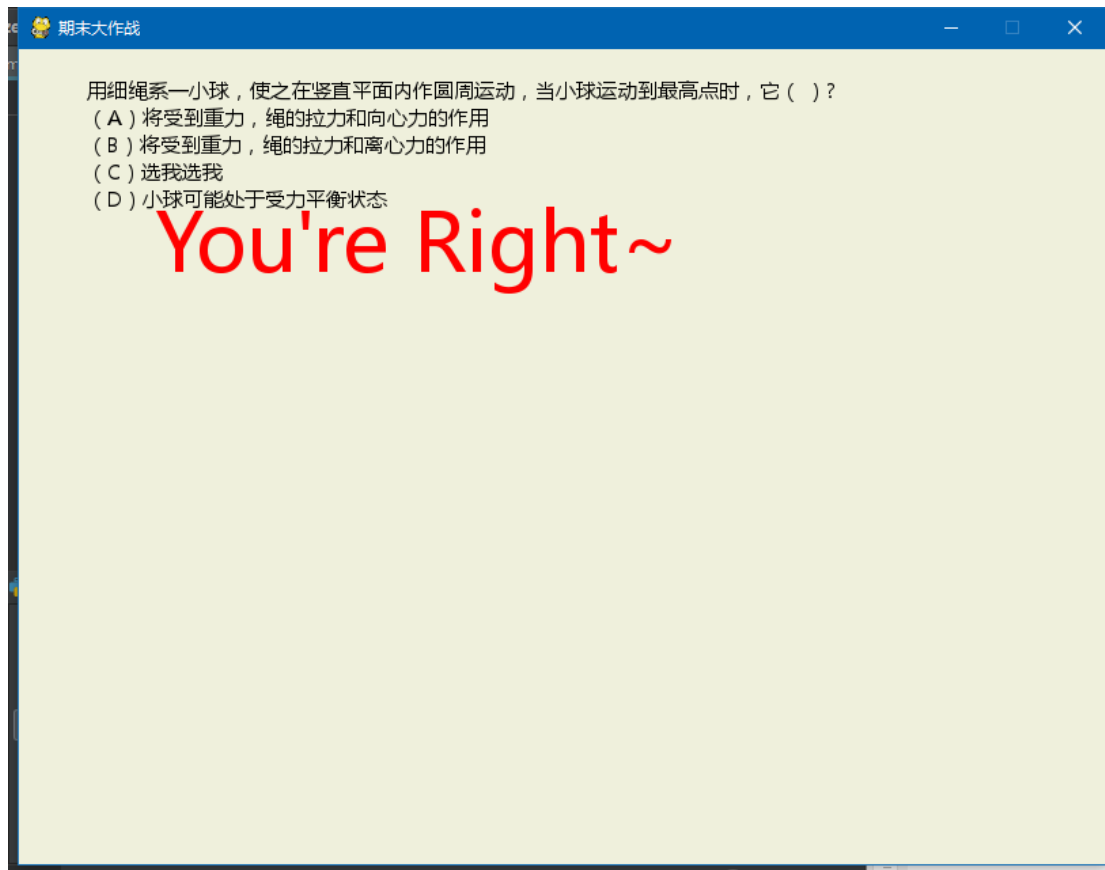 期末大作战
用细绳系一小球，使之在竖直平面内作圆周运动，当小球运动到最高点时，它（  ）?
（A）将受到重力，绳的拉力和向心力的作用
（B）将受到重力，绳的拉力和离心力的作用
（C）选我选我
（D）小球可能处于受力平衡状态
You're Right~